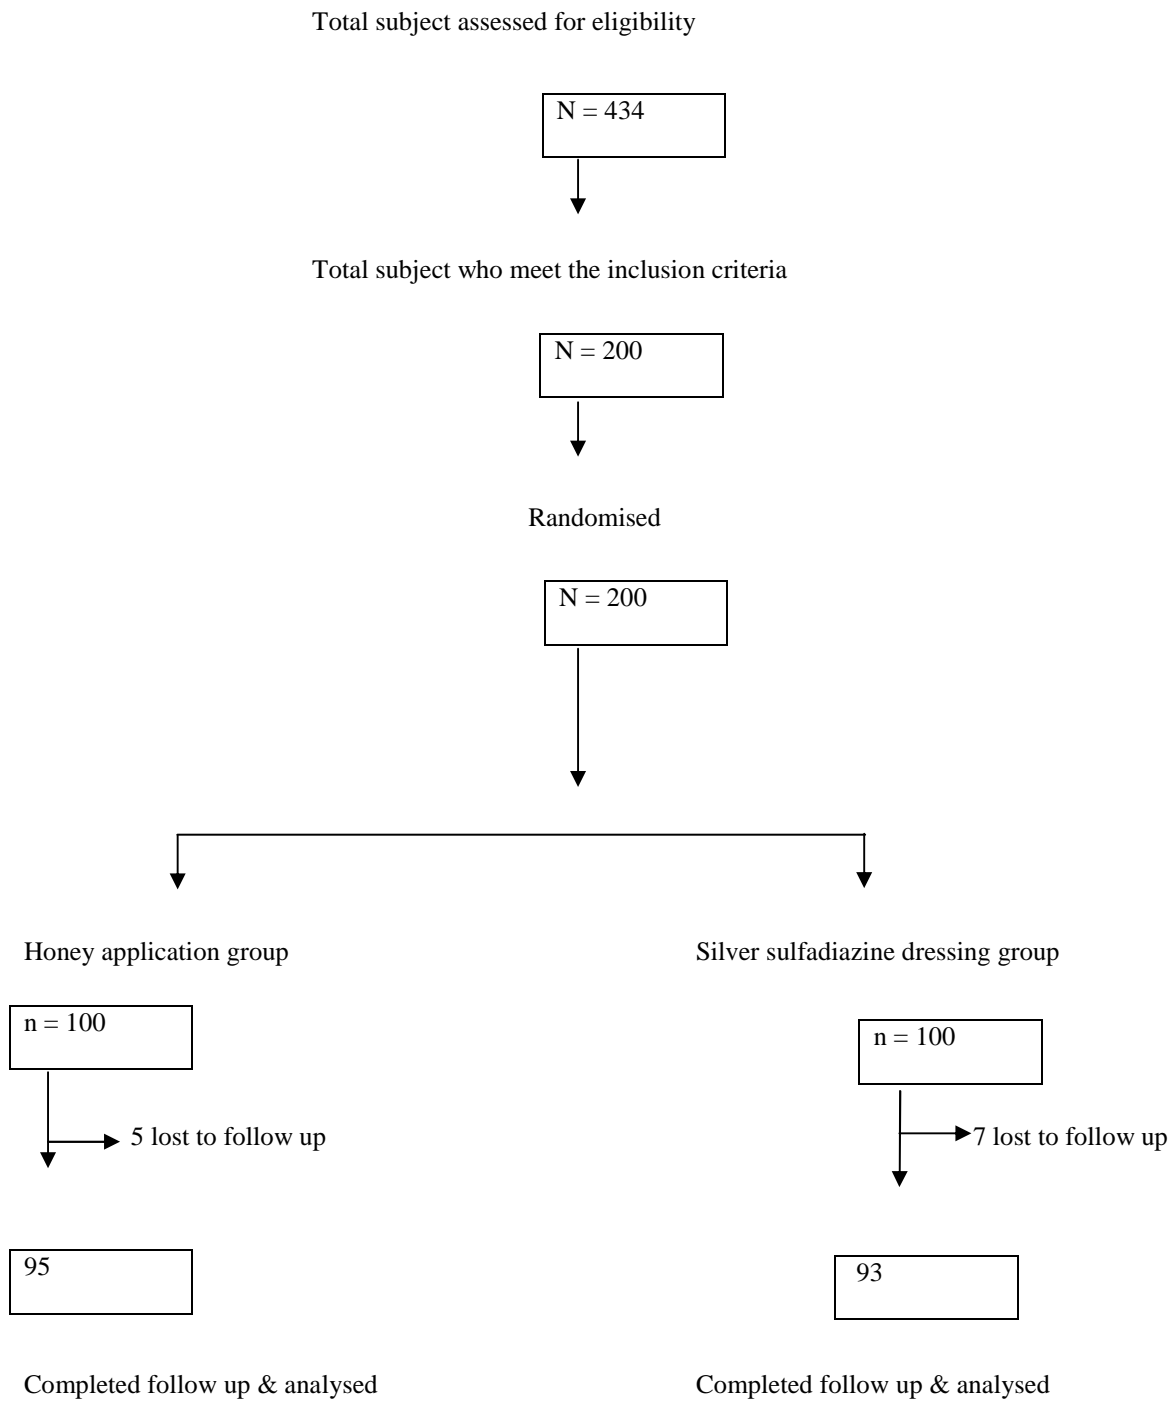 Total subject assessed for eligibility
N = 434
Total subject who meet the inclusion criteria
N = 200
Randomised
N = 200
Honey application group
Silver sulfadiazine dressing group
n = 100
n = 100
5 lost to follow up
7 lost to follow up
95
93
Completed follow up & analysed
Completed follow up & analysed